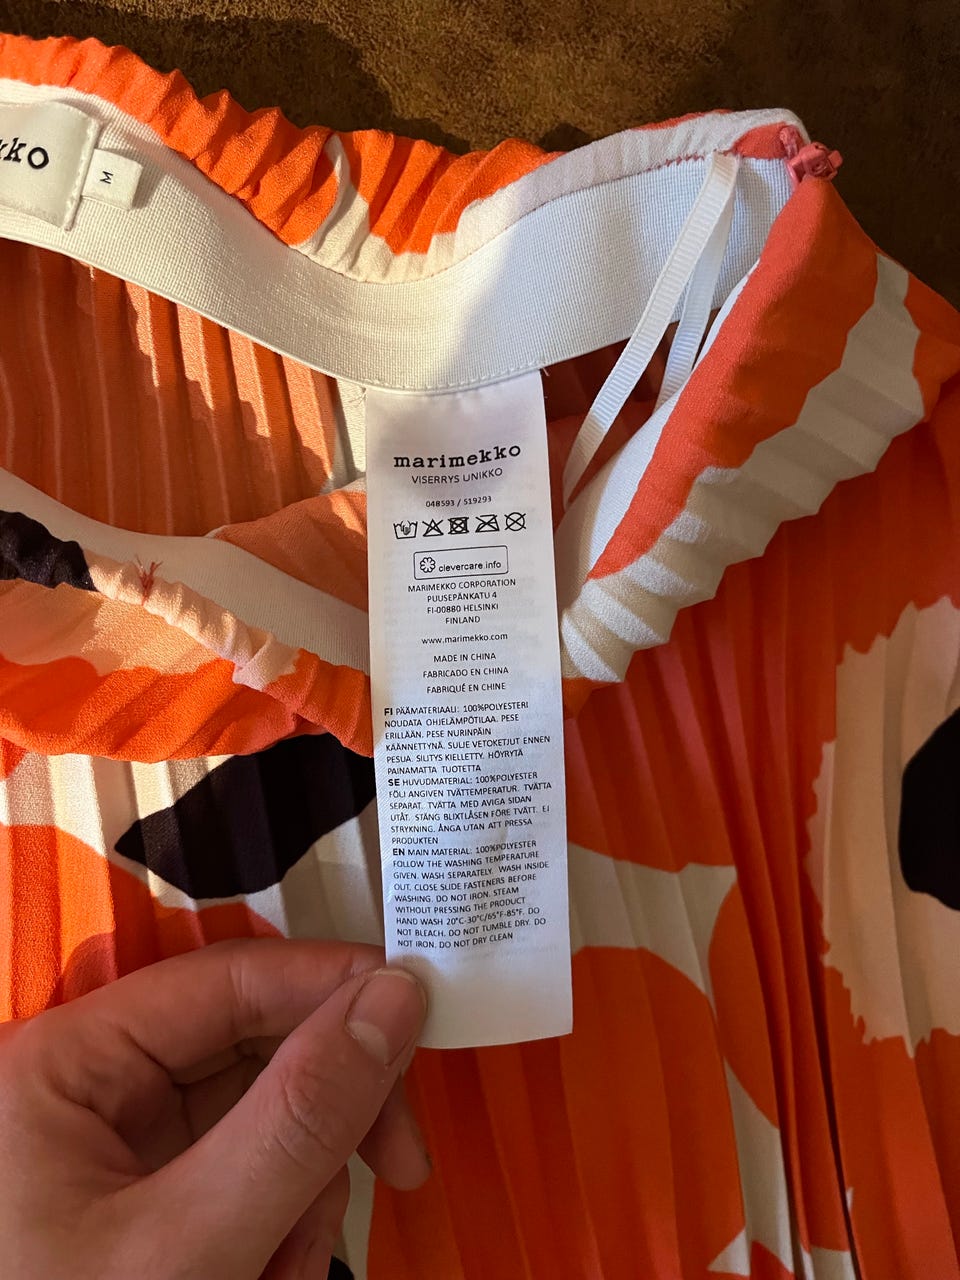 kko
M
marimekko
VISERRYS UNIKKO
048593 / 519293
clevercare.info
MARIMEKKO CORPORATION
PUUSEPÄNKATU 4
FI-00880 HELSINKI
FINLAND
www.marimekko.com
MADE IN CHINA
FABRICADO EN CHINA
FABRIQUÉ EN CHINE
FI PÄÄMATERIAALI: 100%POLYESTERI
NOUDATA OHJELÄMPÖTILAA. PESE
ERILLÄÄN. PESE NURINPÄIN
KÄÄNNETTYNÄ. SULJE VETOKETJUT ENNEN
PESUA. SILITYS KIELLETTY. HÖYRYTÄ
PAINAMATTA TUOTETTA
SE HUVUDMATERIAL: 100%POLYESTER
FÖLJ ANGIVEN TVÄTTEMPERATUR. TVÄTTA
SEPARAT. TVÄTTA MED AVIGA SIDAN
UTÅT. STÄNG BLIXTLÅSEN FÖRE TVÄTT. EJ
STRYKNING. ÅNGA UTAN ATT PRESSA
PRODUKTEN
EN MAIN MATERIAL: 100%POLYESTER
FOLLOW THE WASHING TEMPERATURE
GIVEN. WASH SEPARATELY. WASH INSIDE
OUT. CLOSE SLIDE FASTENERS BEFORE
WASHING. DO NOT IRON. STEAM
WITHOUT PRESSING THE PRODUCT
HAND WASH 20°C-30°C/65°F-85°F. DO
NOT BLEACH. DO NOT TUMBLE DRY. DO
NOT IRON. DO NOT DRY CLEAN